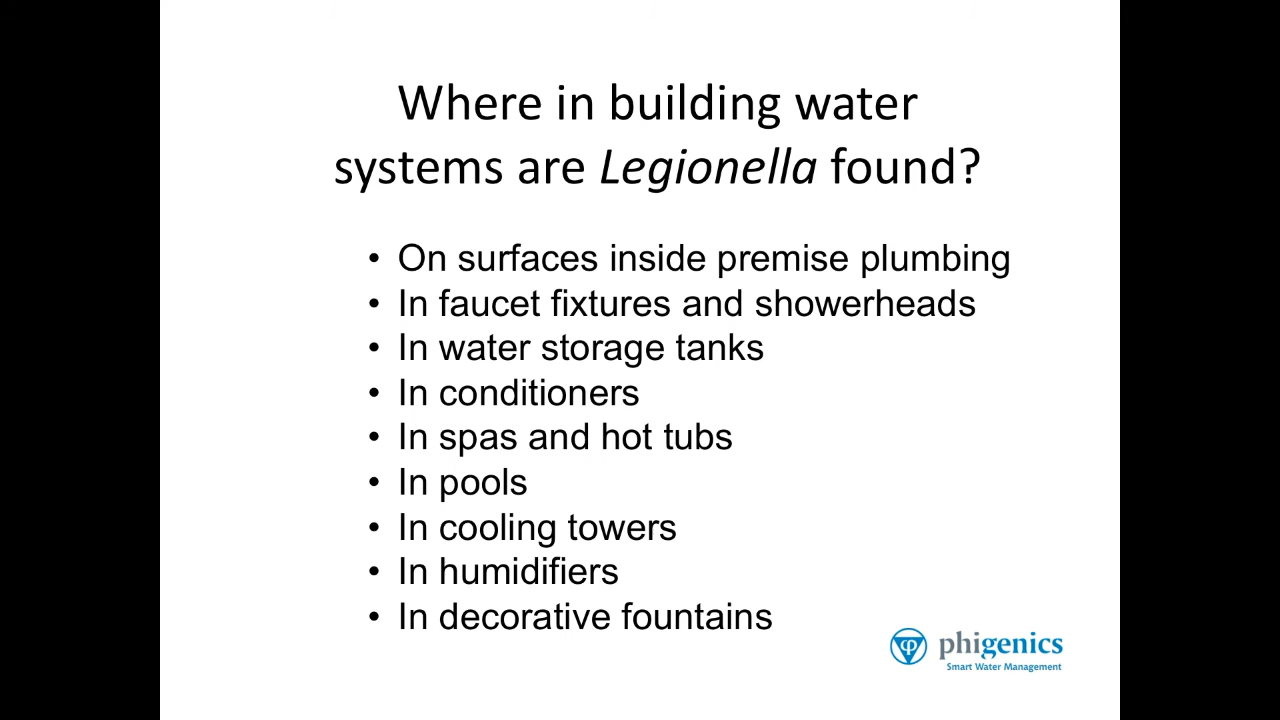 Where in building water
systems are Legionella found?
• On surfaces inside premise plumbing
• In faucet fixtures and showerheads
• In water storage tanks
• In conditioners
• In spas and hot tubs
• In pools
• In cooling towers
• In humidifiers
• In decorative fountains
φ phigenics
Smart Water Management